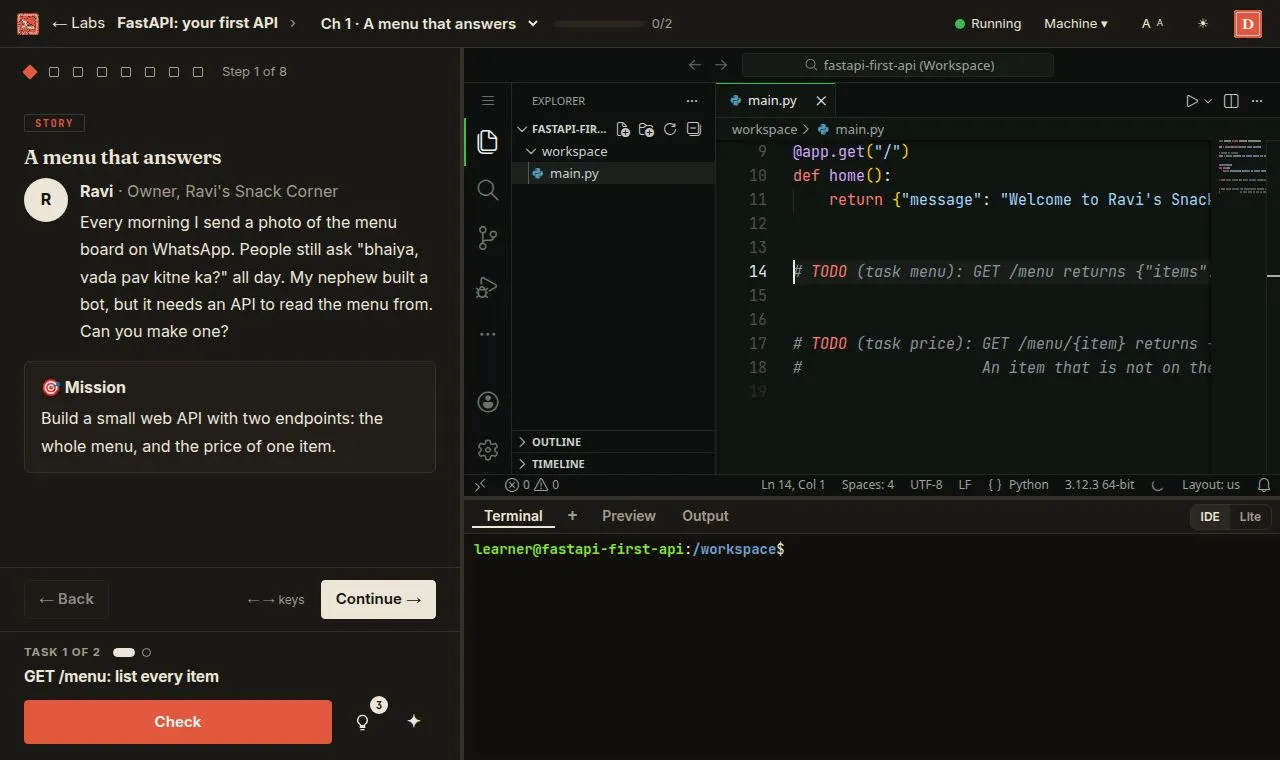 ← Labs FastAPI: your first API › Ch 1 · A menu that answers 0/2 Running Machine ▾ A A D
Step 1 of 8
STORY
A menu that answers
R
Ravi · Owner, Ravi's Snack Corner
Every morning I send a photo of the menu
board on WhatsApp. People still ask "bhaiya,
vada pav kitne ka?" all day. My nephew built a
bot, but it needs an API to read the menu from.
Can you make one?
🎯 Mission
Build a small web API with two endpoints: the
whole menu, and the price of one item.
← Back ←→ keys Continue →
TASK 1 OF 2
GET /menu: list every item
Check 3
fastapi-first-api (Workspace)
EXPLORER
FASTAPI-FIR...
workspace
main.py
OUTLINE
TIMELINE
main.py
workspace > main.py
9 @app.get("/")
10 def home():
11 return {"message": "Welcome to Ravi's Snack
12
13
14 # TODO (task menu): GET /menu returns {"items".
15
16
17 # TODO (task price): GET /menu/{item} returns
18 # An item that is not on the
19
0 0 Ln 14, Col 1 Spaces: 4 UTF-8 LF { } Python 3.12.3 64-bit Layout: us
Terminal + Preview Output IDE Lite
learner@fastapi-first-api:/workspace$